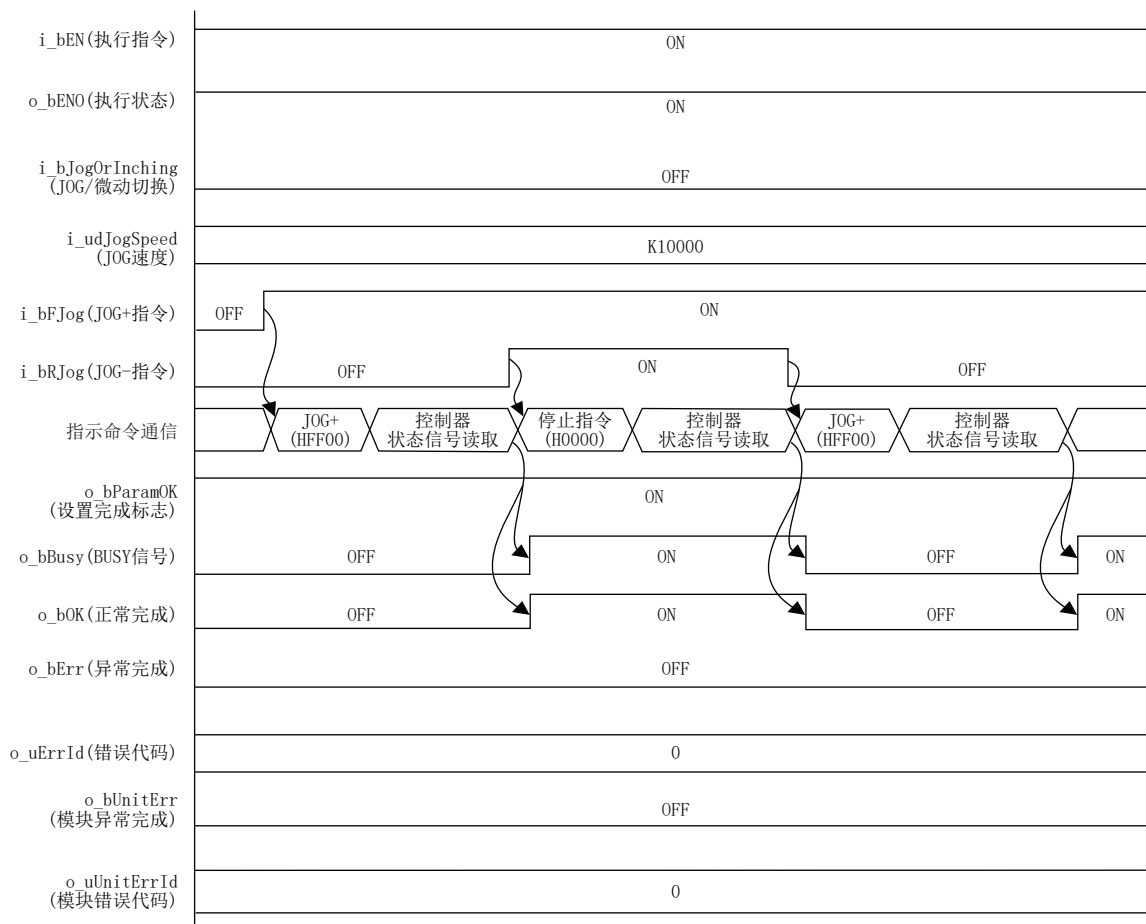 i_bEN(执行指令)
ON
o_bENO(执行状态)
ON
i_bJogOrInching
(JOG/微动切换)
OFF
i_udJogSpeed
(JOG速度)
K10000
i_bFJog(JOG+指令)
OFF
ON
i_bRJog(JOG-指令)
OFF
ON
OFF
指示命令通信
JOG+
(HFF00)
控制器
状态信号读取
停止指令
(H0000)
控制器
状态信号读取
JOG+
(HFF00)
控制器
状态信号读取
o_bParamOK
(设置完成标志)
ON
o_bBusy(BUSY信号)
OFF
ON
OFF
ON
o_bOK(正常完成)
OFF
ON
OFF
ON
o_bErr(异常完成)
OFF
o_uErrId(错误代码)
0
o_bUnitErr
(模块异常完成)
OFF
o_uUnitErrId
(模块错误代码)
0